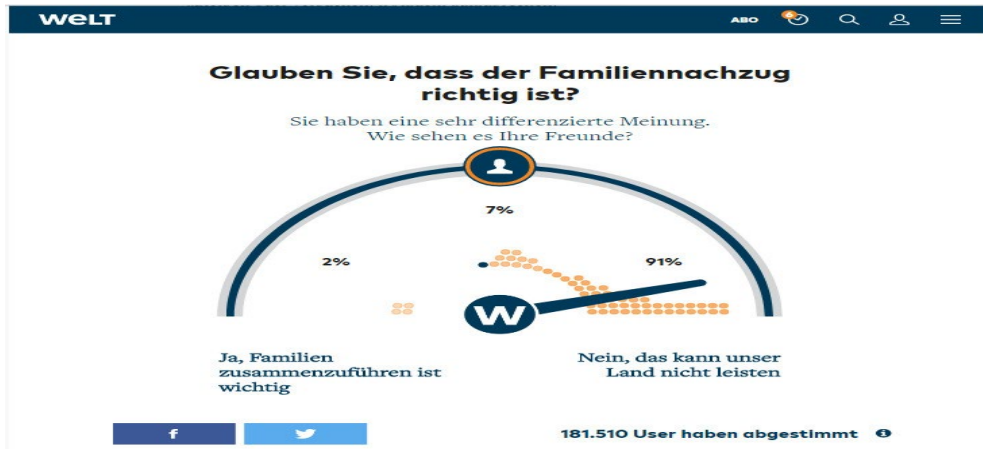 WELT
ABO
6
Glauben Sie, dass der Familiennachzug
richtig ist?
Sie haben eine sehr differenzierte Meinung.
Wie sehen es Ihre Freunde?
7%
2%
91%
W
Ja, Familien
zusammenzuführen ist
wichtig
Nein, das kann unser
Land nicht leisten
f
181.510 User haben abgestimmt